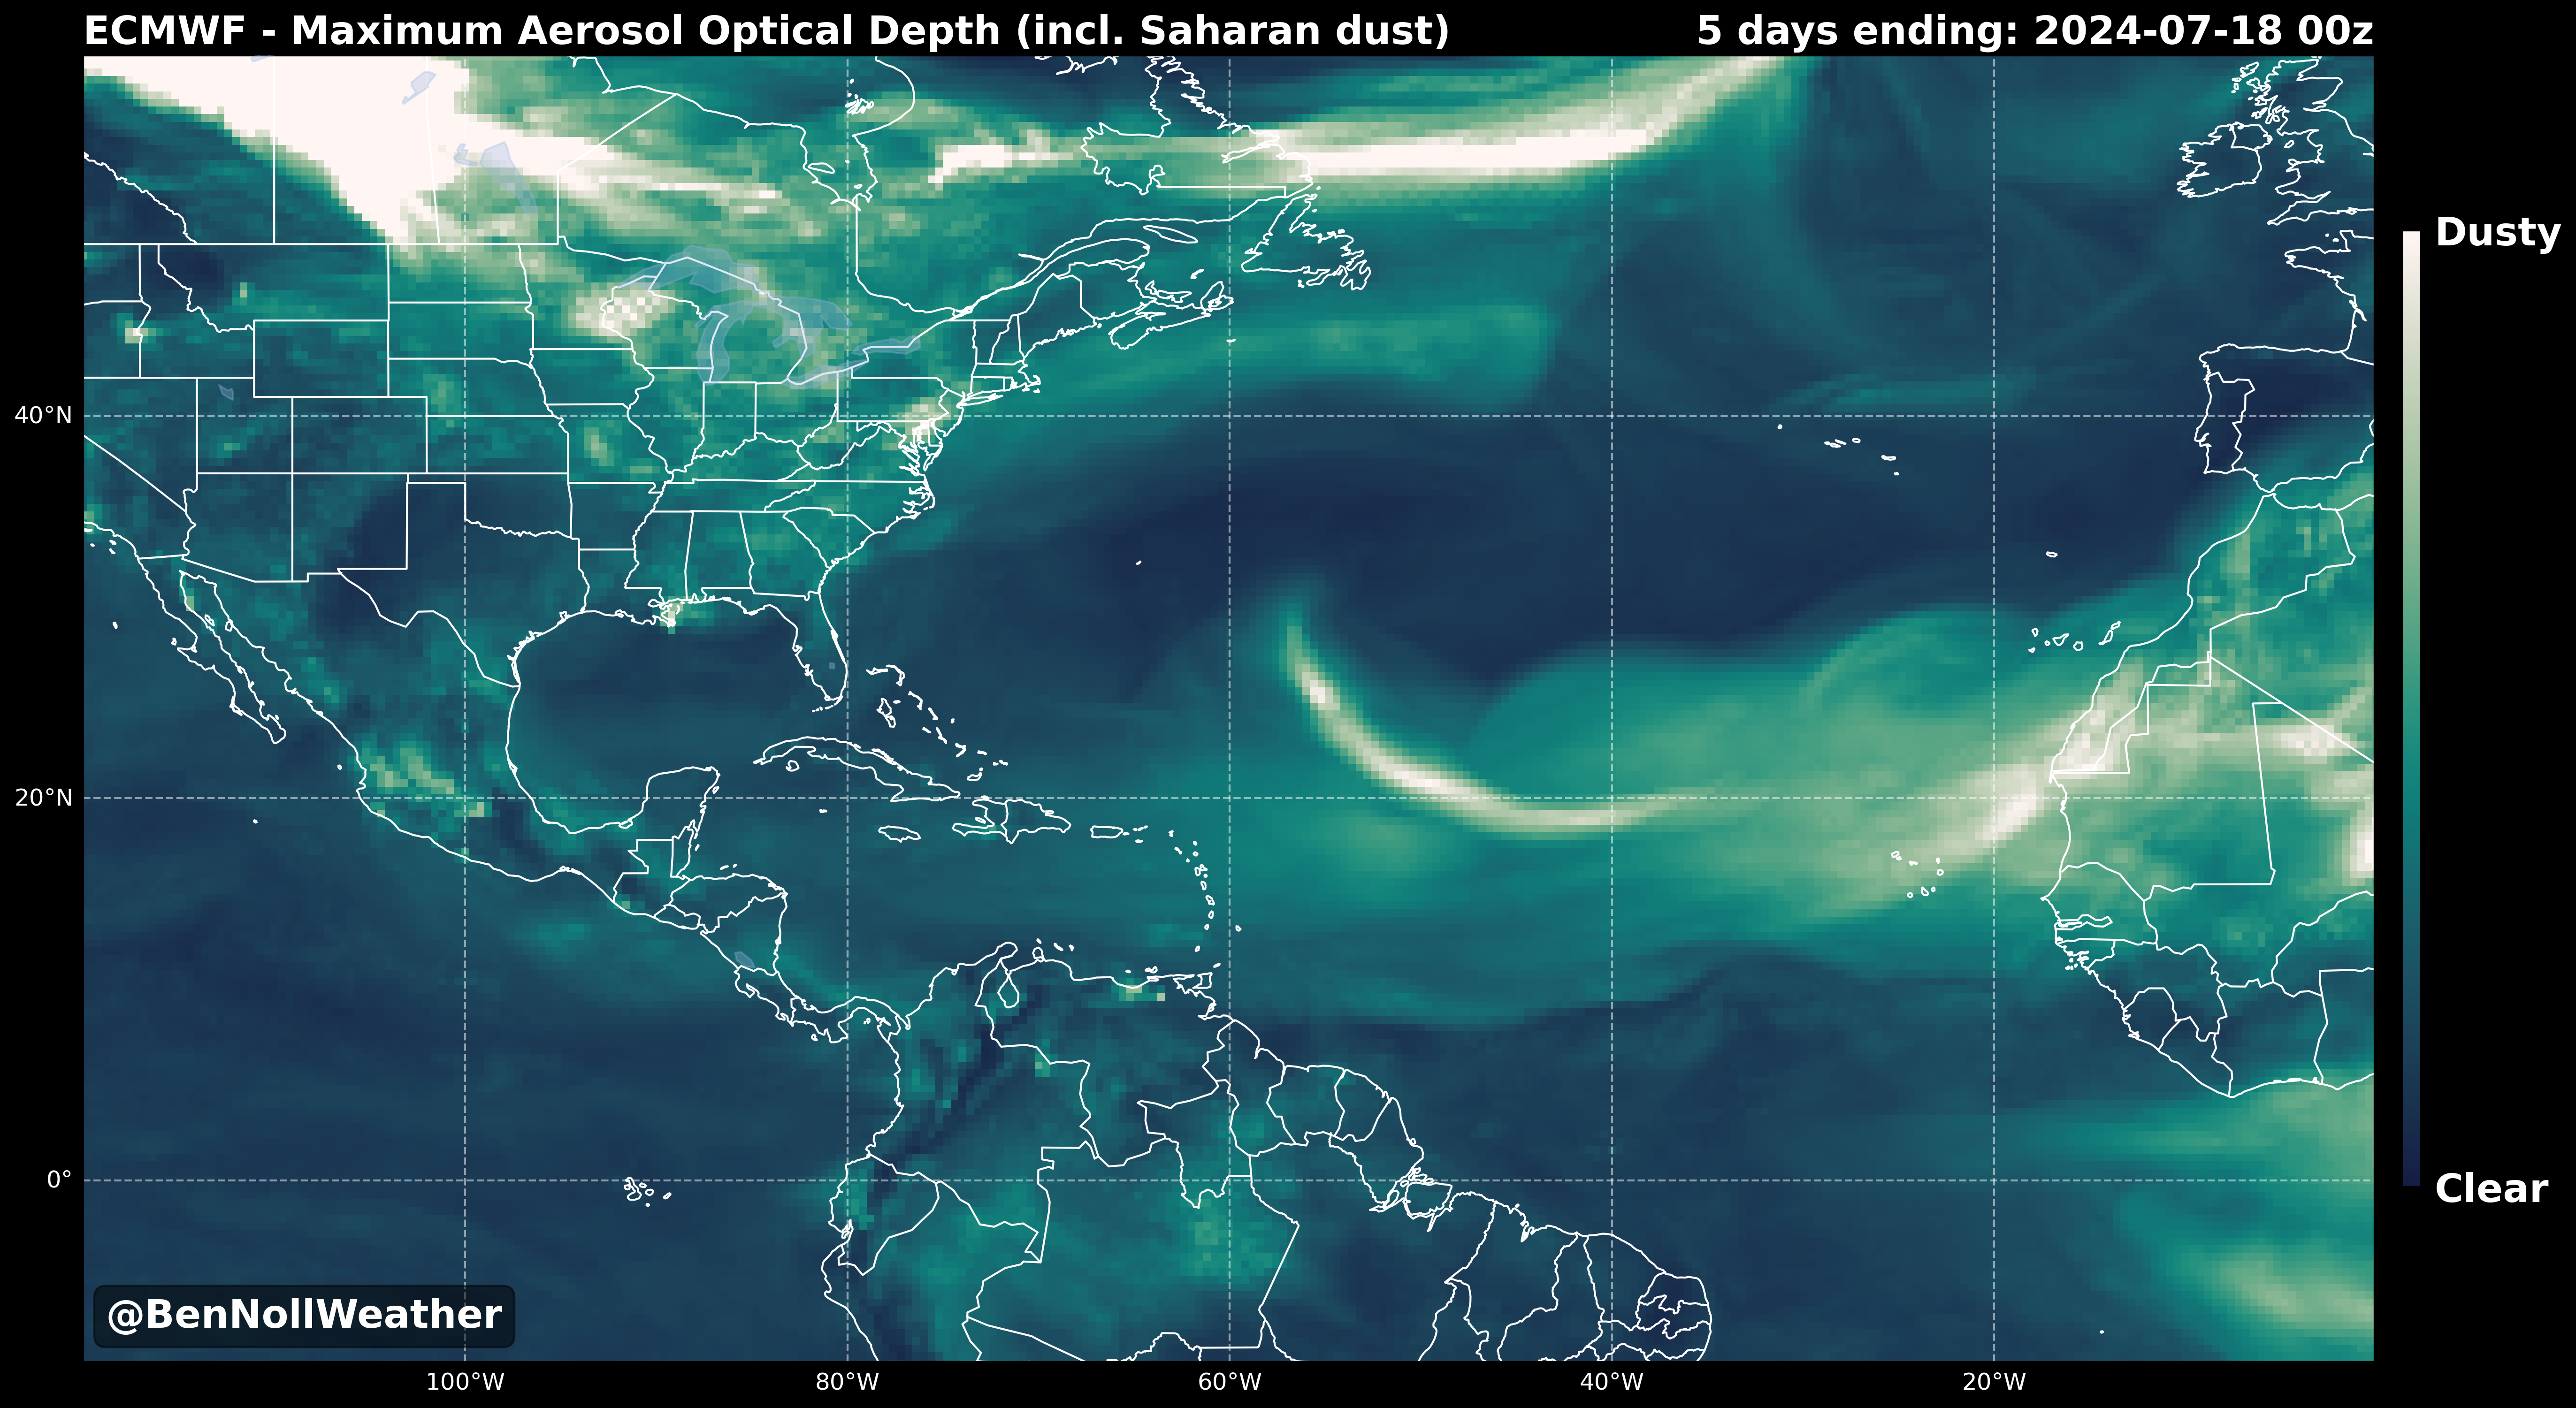 ECMWF - Maximum Aerosol Optical Depth (incl. Saharan dust) 5 days ending: 2024-07-18 00z
Dusty
40°N
20°N
0°
Clear
@BenNollWeather
100°W 80°W 60°W 40°W 20°W